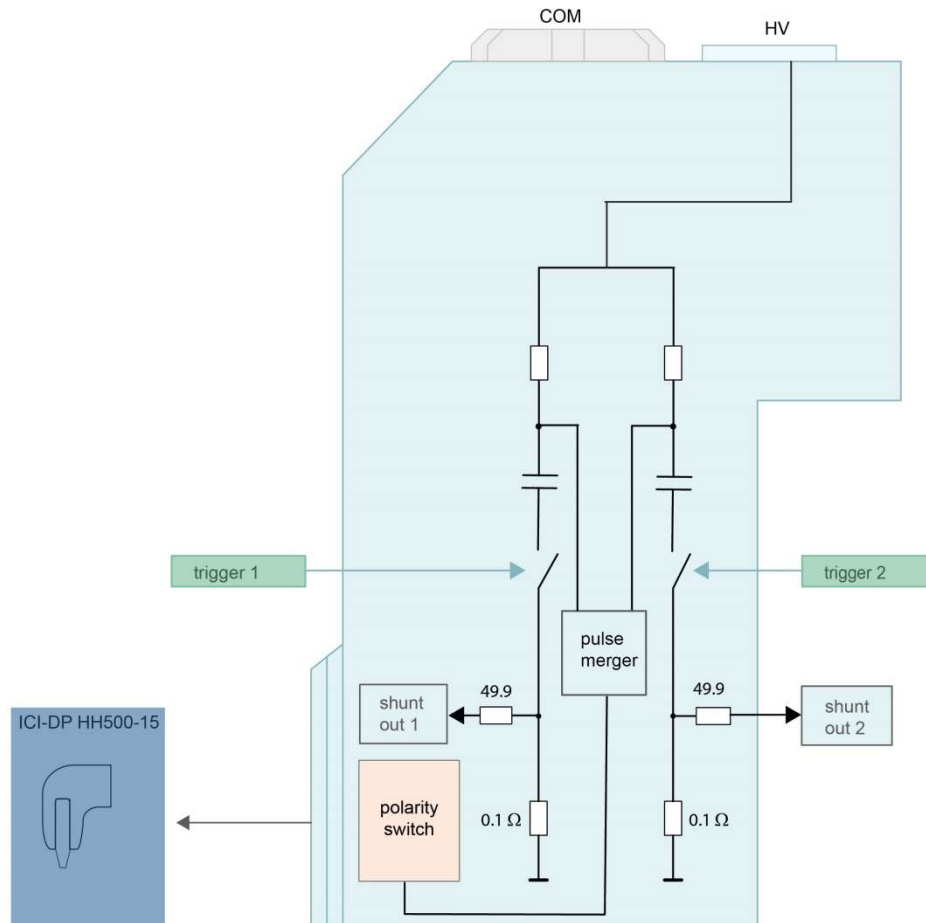 COM
HV
trigger 1
trigger 2
pulse
merger
49.9
49.9
shunt
out 1
shunt
out 2
ICI-DP HH500-15
polarity
switch
0.1 Ω
0.1 Ω